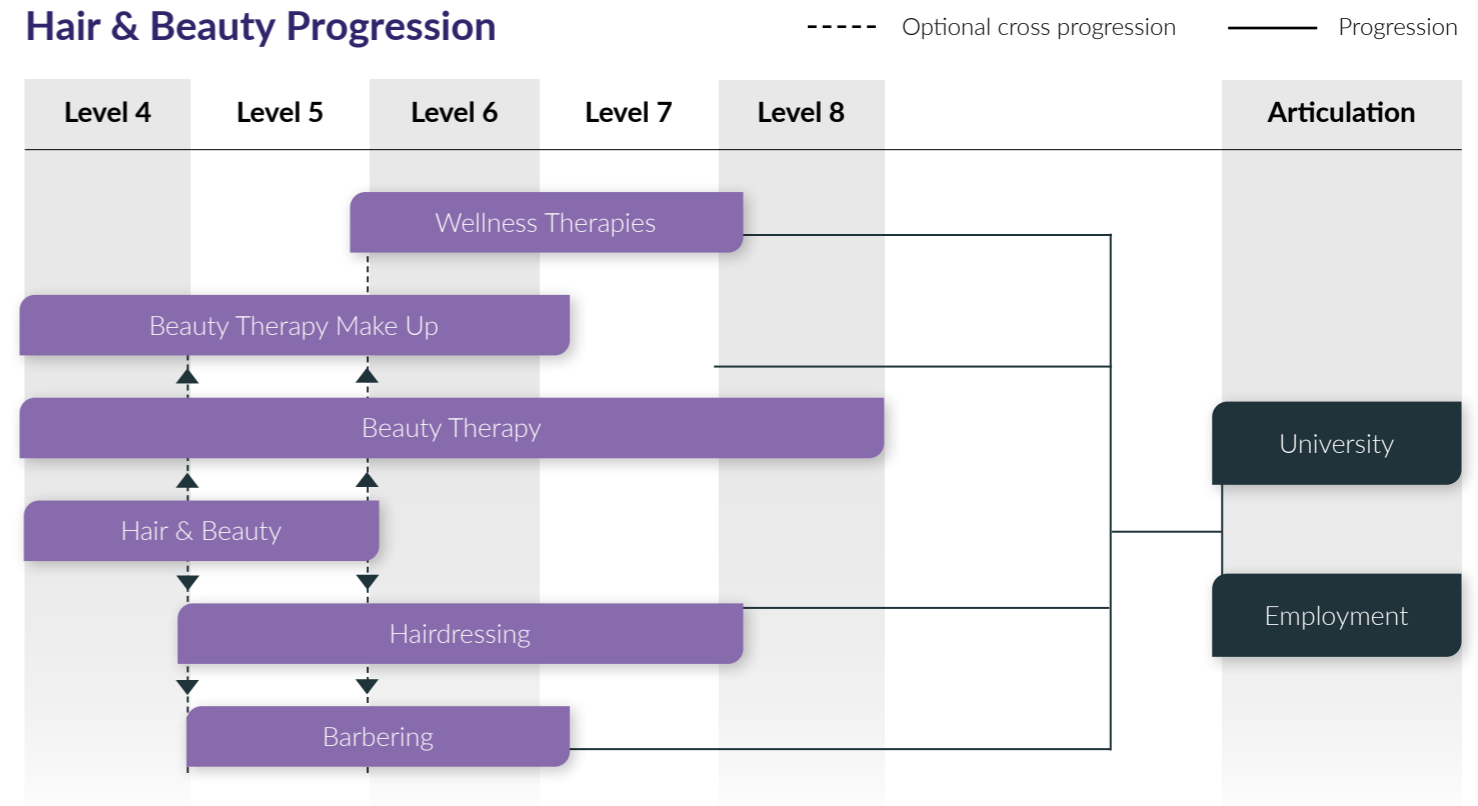 Hair & Beauty Progression
Optional cross progression
Progression
Level 4
Level 5
Level 6
Level 7
Level 8
Articulation
Wellness Therapies
Beauty Therapy Make Up
Beauty Therapy
University
Hair & Beauty
Hairdressing
Employment
Barbering